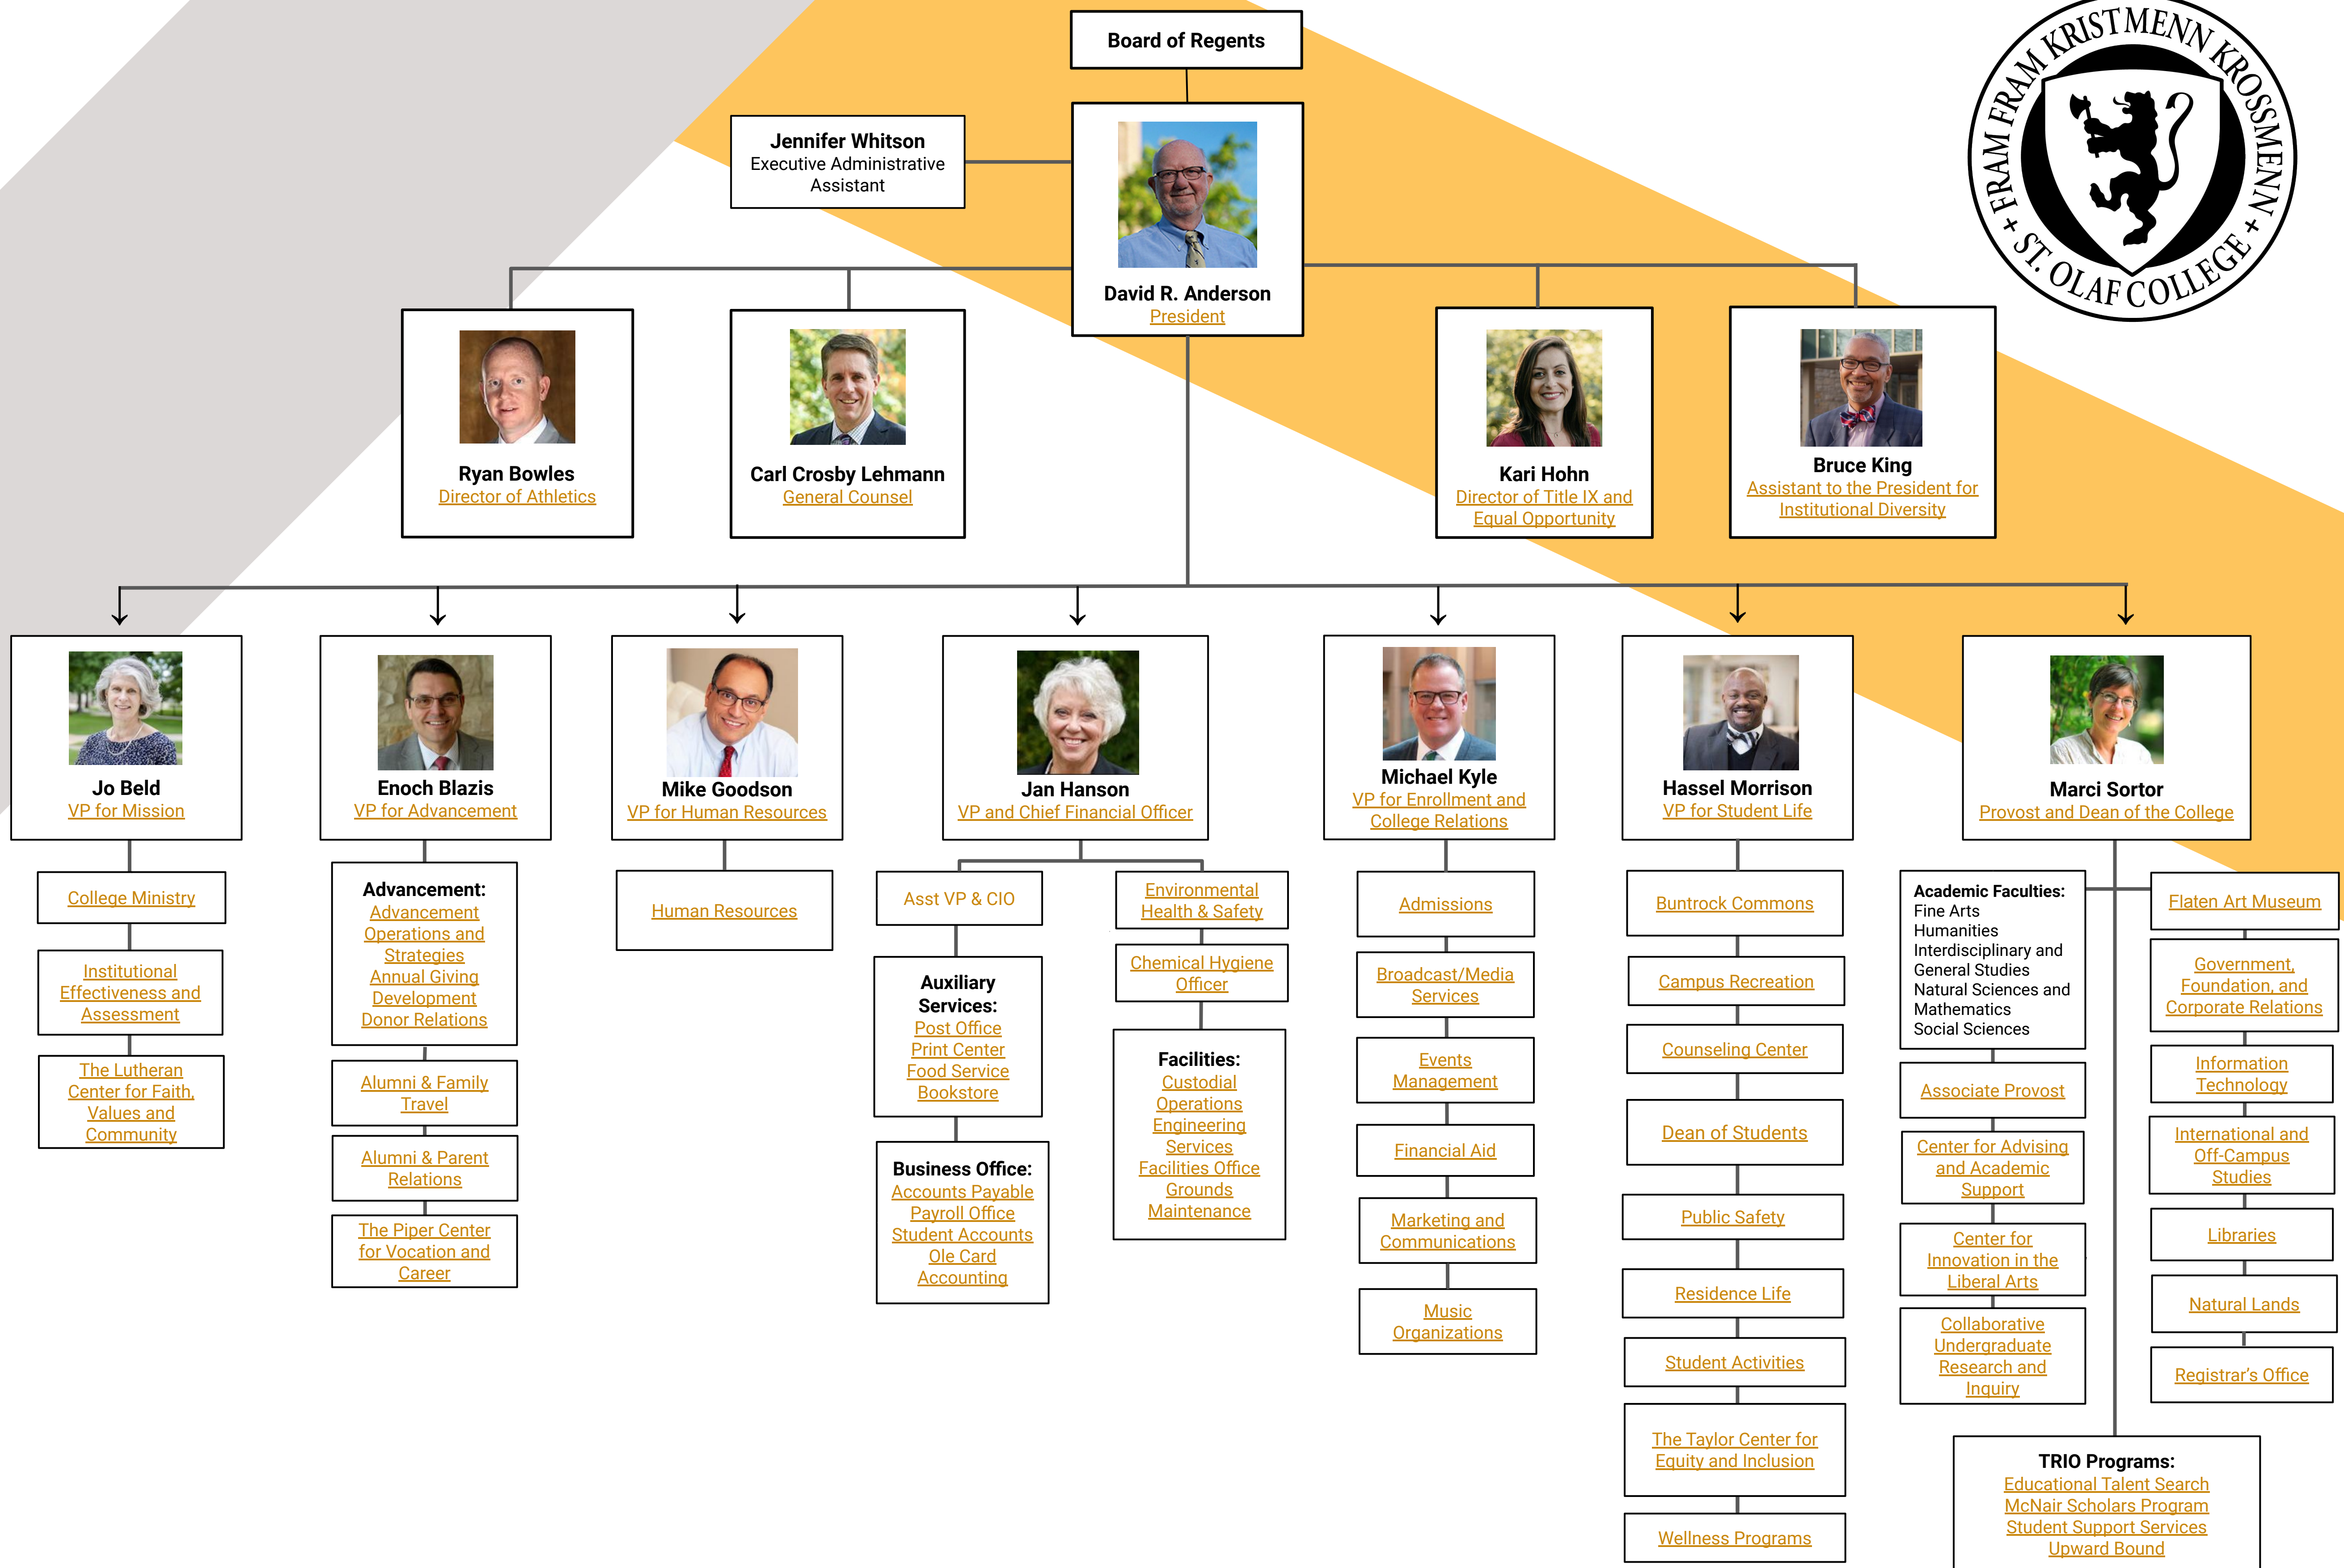 Board of Regents
FRAM FRAM KRISTMENN KROSSMENN
+ ST. OLAF COLLEGE +
Jennifer Whitson
Executive Administrative
Assistant
David R. Anderson
President
Ryan Bowles
Director of Athletics
Carl Crosby Lehmann
General Counsel
Kari Hohn
Director of Title IX and
Equal Opportunity
Bruce King
Assistant to the President for
Institutional Diversity
Jo Beld
VP for Mission
College Ministry
Institutional
Effectiveness and
Assessment
The Lutheran
Center for Faith,
Values and
Community
Enoch Blazis
VP for Advancement
Advancement:
Advancement
Operations and
Strategies
Annual Giving
Development
Donor Relations
Alumni & Family
Travel
Alumni & Parent
Relations
The Piper Center
for Vocation and
Career
Mike Goodson
VP for Human Resources
Human Resources
Jan Hanson
VP and Chief Financial Officer
Asst VP & CIO
Auxiliary
Services:
Post Office
Print Center
Food Service
Bookstore
Business Office:
Accounts Payable
Payroll Office
Student Accounts
Ole Card
Accounting
Environmental
Health & Safety
Chemical Hygiene
Officer
Facilities:
Custodial
Operations
Engineering
Services
Facilities Office
Grounds
Maintenance
Michael Kyle
VP for Enrollment and
College Relations
Admissions
Broadcast/Media
Services
Events
Management
Financial Aid
Marketing and
Communications
Music
Organizations
Hassel Morrison
VP for Student Life
Buntrock Commons
Campus Recreation
Counseling Center
Dean of Students
Public Safety
Residence Life
Student Activities
The Taylor Center for
Equity and Inclusion
Wellness Programs
Marci Sortor
Provost and Dean of the College
Academic Faculties:
Fine Arts
Humanities
Interdisciplinary and
General Studies
Natural Sciences and
Mathematics
Social Sciences
Associate Provost
Center for Advising
and Academic
Support
Center for
Innovation in the
Liberal Arts
Collaborative
Undergraduate
Research and
Inquiry
Flaten Art Museum
Government,
Foundation, and
Corporate Relations
Information
Technology
International and
Off-Campus
Studies
Libraries
Natural Lands
Registrar's Office
TRIO Programs:
Educational Talent Search
McNair Scholars Program
Student Support Services
Upward Bound